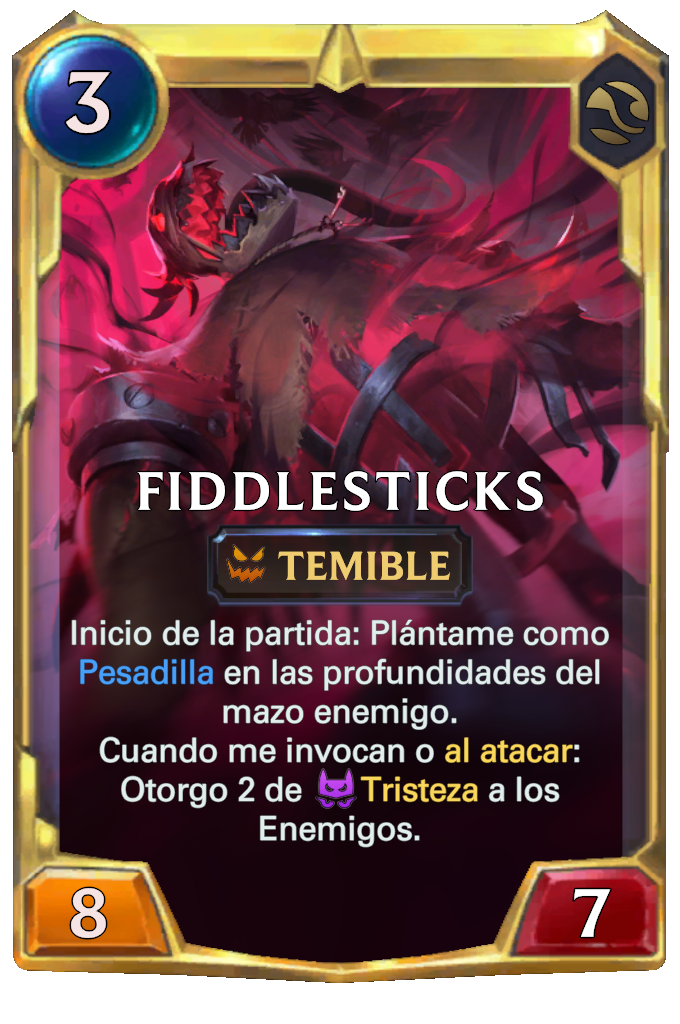 3
FIDDLESTICKS
TEMIBLE
Inicio de la partida: Plántame como
Pesadilla en las profundidades del
mazo enemigo.
Cuando me invocan o al atacar:
Otorgo 2 de Tristeza a los
Enemigos.
8
7